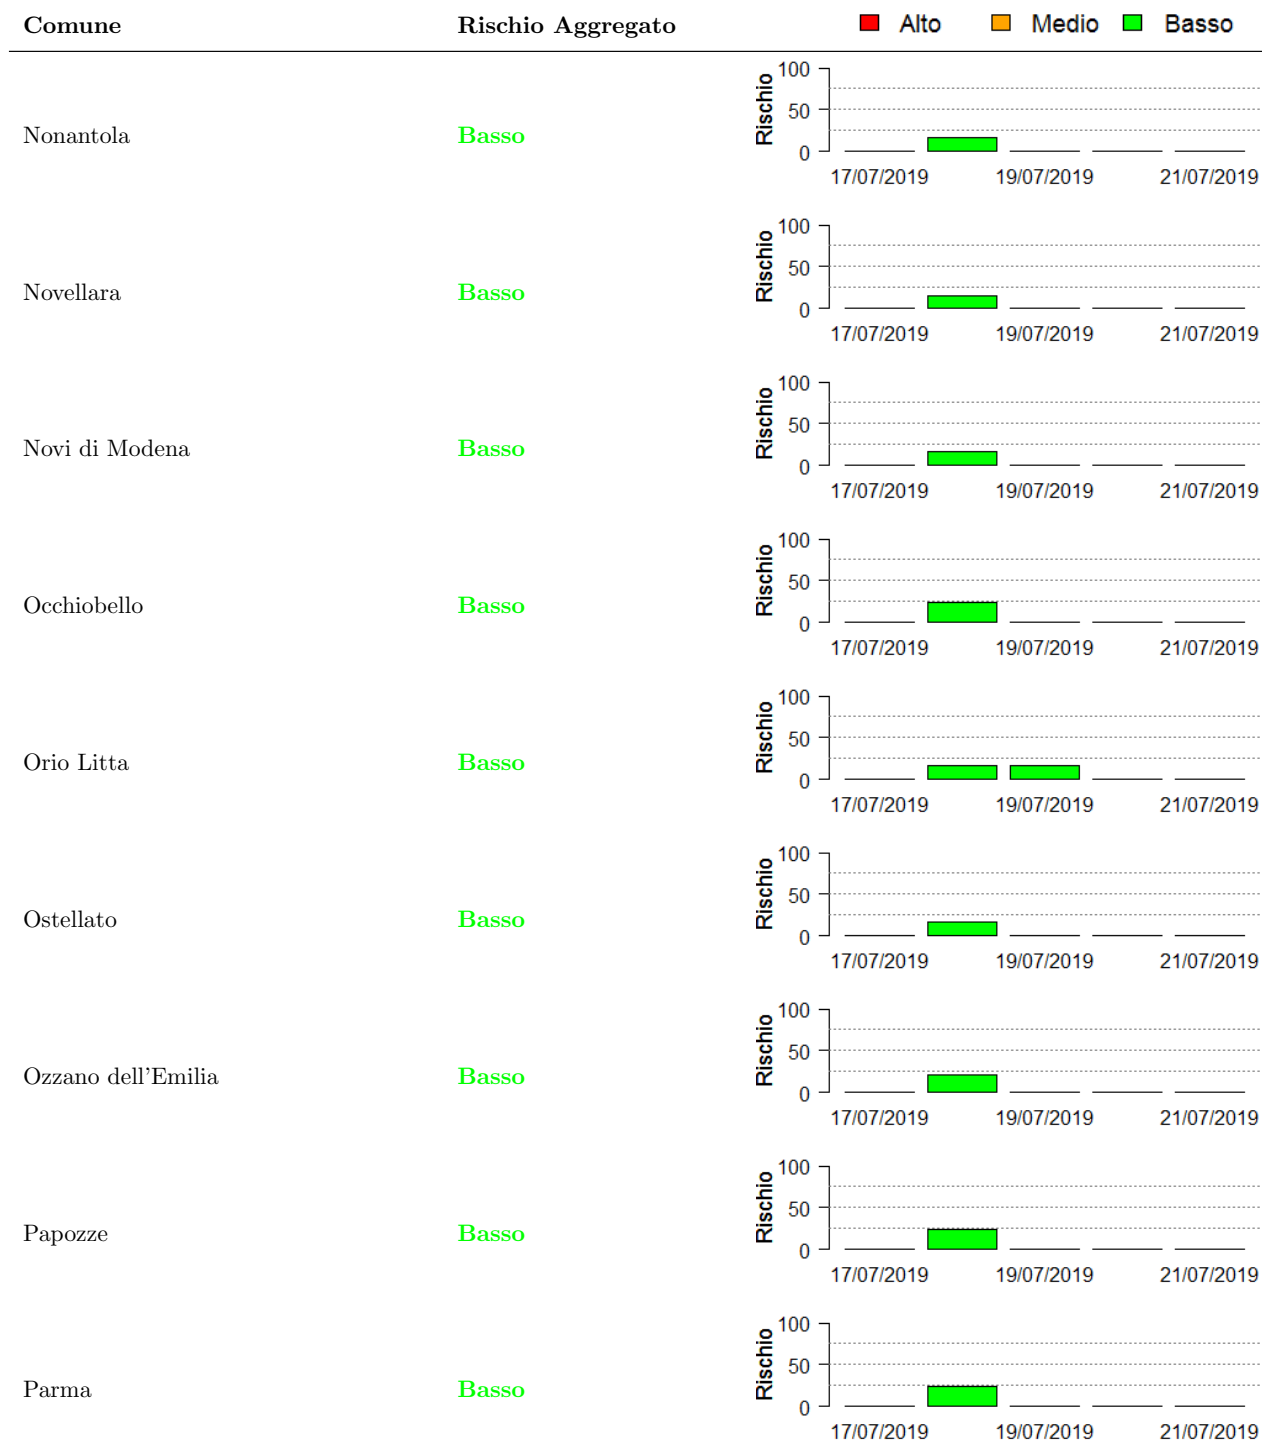 Comune Rischio Aggregato Alto Medio Basso
100
50
0
Rischio
Nonantola Basso
17/07/2019 19/07/2019 21/07/2019
100
50
0
Rischio
Novellara Basso
17/07/2019 19/07/2019 21/07/2019
100
50
0
Rischio
Novi di Modena Basso
17/07/2019 19/07/2019 21/07/2019
100
50
0
Rischio
Occhiobello Basso
17/07/2019 19/07/2019 21/07/2019
100
50
0
Rischio
Orio Litta Basso
17/07/2019 19/07/2019 21/07/2019
100
50
0
Rischio
Ostellato Basso
17/07/2019 19/07/2019 21/07/2019
100
50
0
Rischio
Ozzano dell'Emilia Basso
17/07/2019 19/07/2019 21/07/2019
100
50
0
Rischio
Papozze Basso
17/07/2019 19/07/2019 21/07/2019
100
50
0
Rischio
Parma Basso
17/07/2019 19/07/2019 21/07/2019